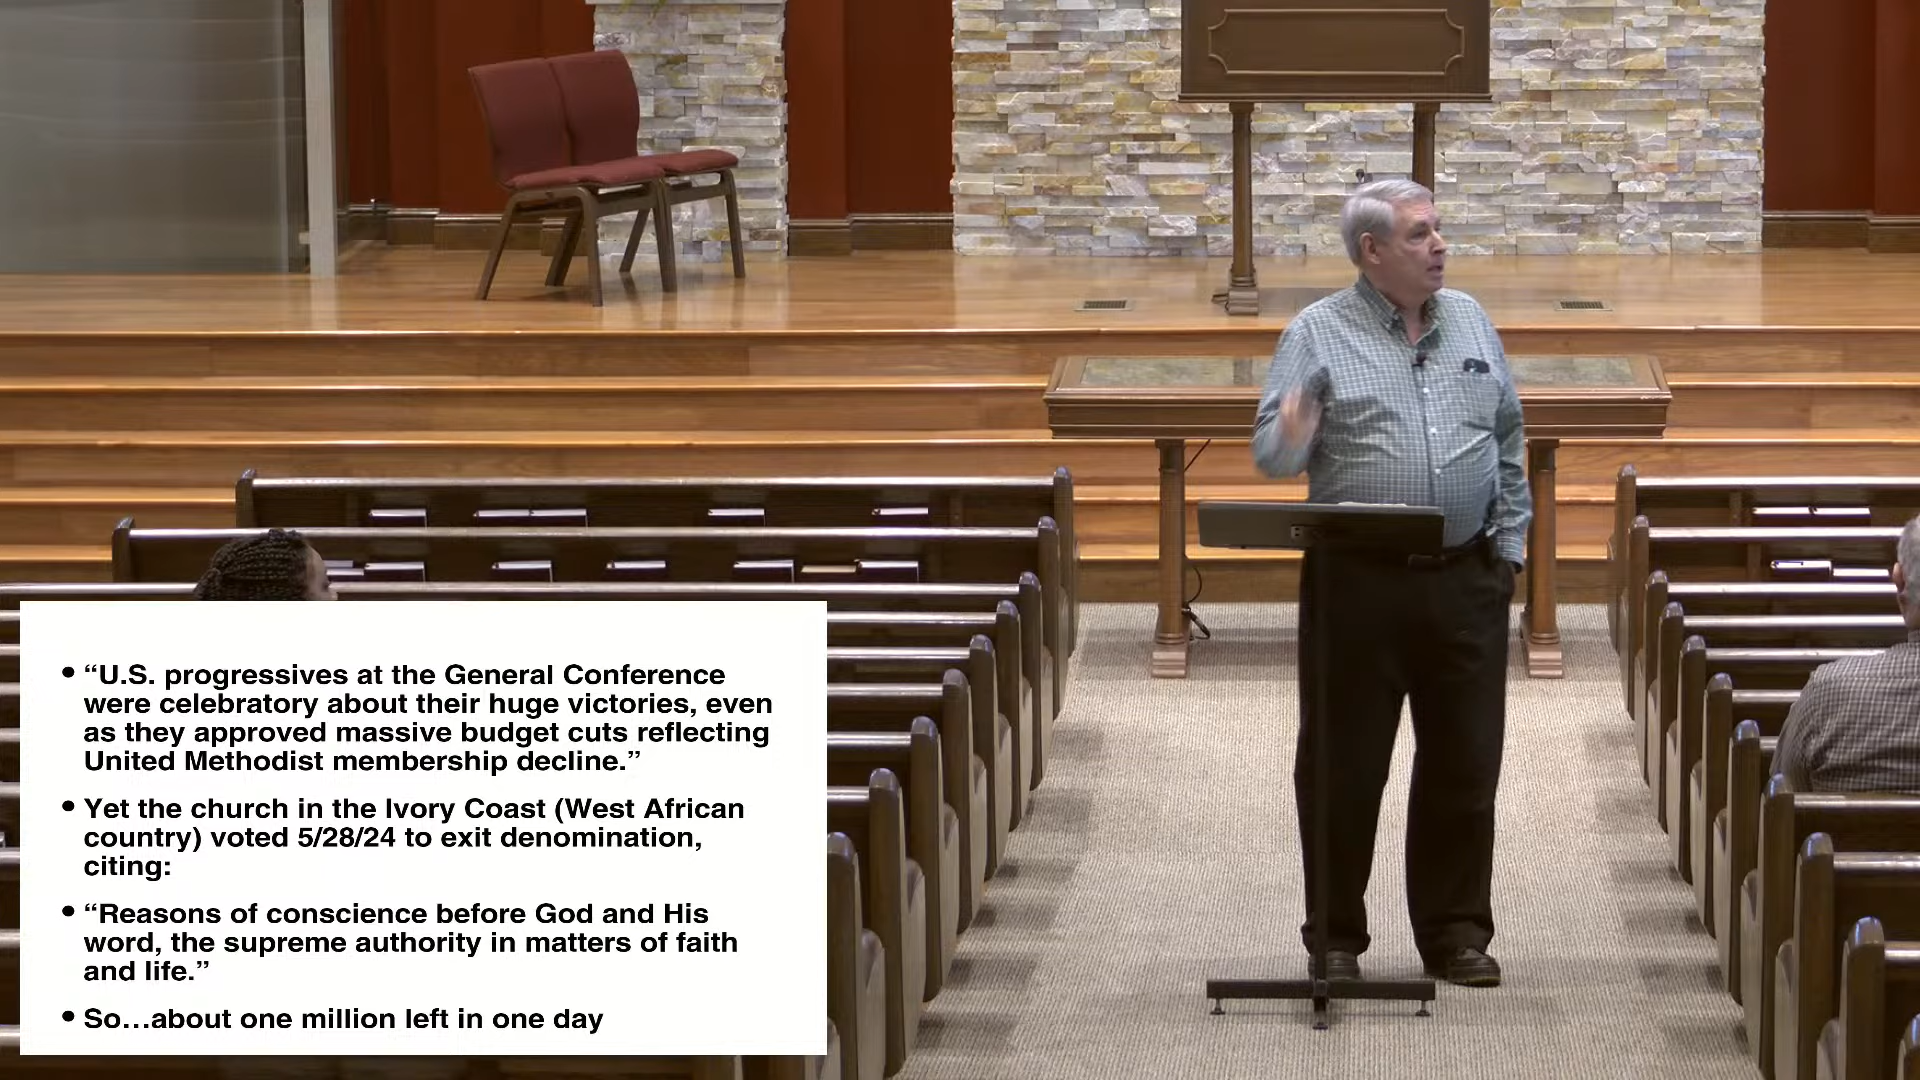 • “U.S. progressives at the General Conference
were celebratory about their huge victories, even
as they approved massive budget cuts reflecting
United Methodist membership decline.”
• Yet the church in the Ivory Coast (West African
country) voted 5/28/24 to exit denomination,
citing:
• “Reasons of conscience before God and His
word, the supreme authority in matters of faith
and life.”
• So…about one million left in one day